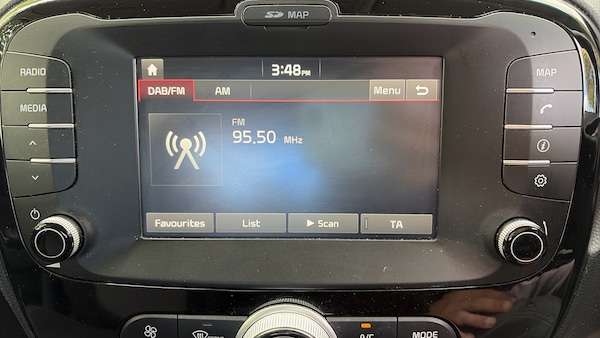 SD MAP
RADIO
MEDIA
3:48PM
DAB/FM AM Menu
FM
95.50 MHz
Favourites List Scan TA
MAP
A/C MODE